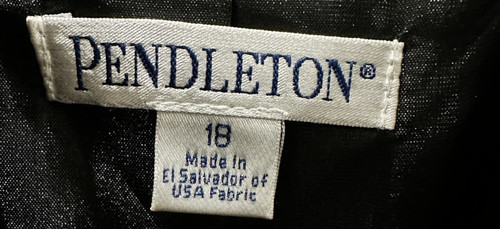 PENDLETON®
18
Made In
El Salvador of
USA Fabric